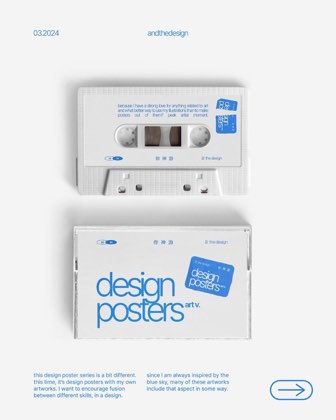 03.2024
andthedesign
because i have a strong love for anything related to art
and what better way to use my illustrations than to make
posters out of them? peak artist moment.
© the design
© the design
design
posters
art v.
design
posters
this design poster series is a bit different.
this time, it's design posters with my own
artworks. I want to encourage fusion
between different skills, in a design.
since I am always inspired by the
blue sky, many of these artworks
include that aspect in some way.